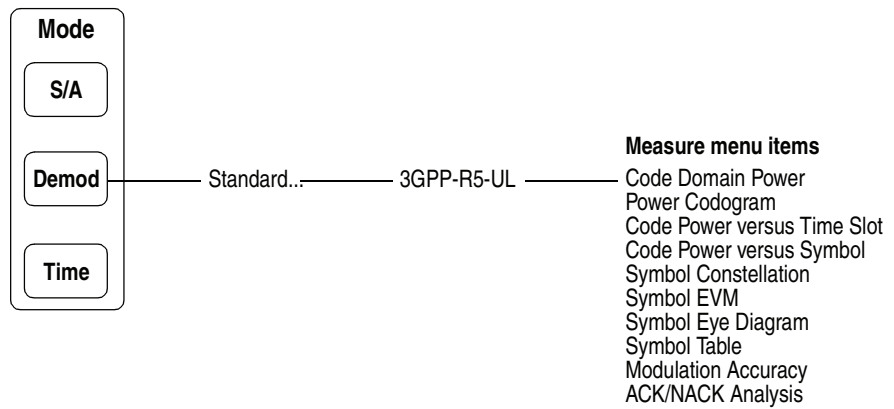 Mode
S/A
Demod
Standard...
3GPP-R5-UL
Time
Measure menu items
Code Domain Power
Power Codogram
Code Power versus Time Slot
Code Power versus Symbol
Symbol Constellation
Symbol EVM
Symbol Eye Diagram
Symbol Table
Modulation Accuracy
ACK/NACK Analysis